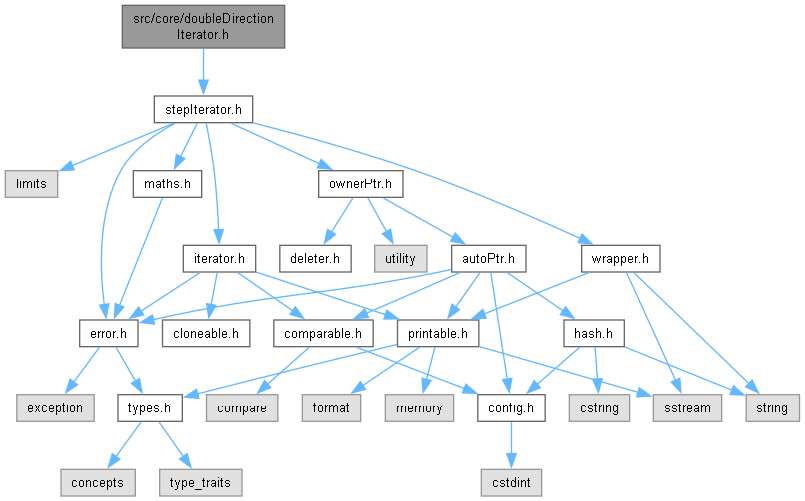 src/core/doubleDirection
Iterator.h
stepIterator.h
limits
maths.h
ownerPtr.h
iterator.h
deleter.h
utility
autoPtr.h
wrapper.h
error.h
cloneable.h
comparable.h
printable.h
hash.h
exception
types.h
compare
format
memory
config.h
cstring
sstream
string
concepts
type_traits
cstdint